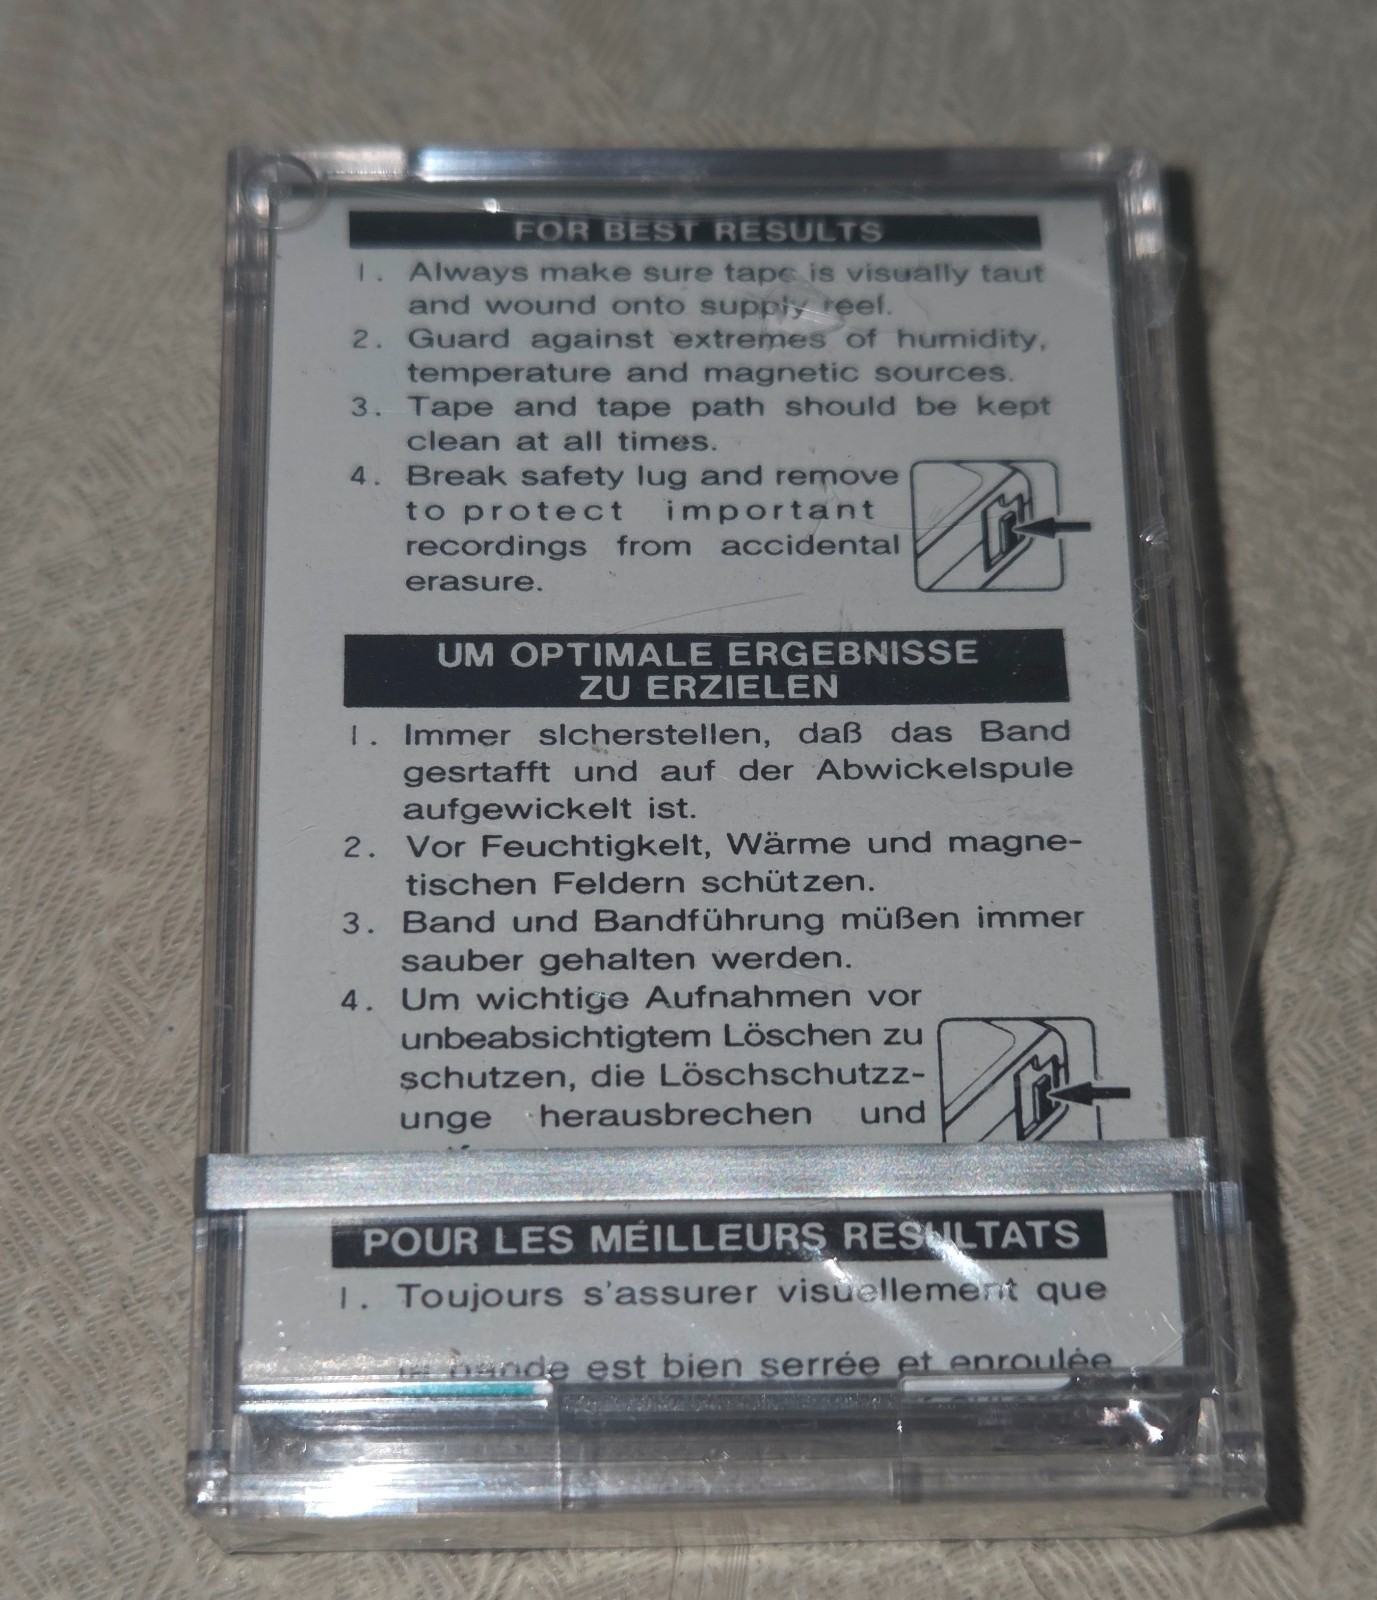 FOR BEST RESULTS
1. Always make sure tape is visually taut
and wound onto supply reel.
2. Guard against extremes of humidity,
temperature and magnetic sources.
3. Tape and tape path should be kept
clean at all times.
4. Break safety lug and remove
to protect important
recordings from accidental
erasure.
UM OPTIMALE ERGEBNISSE
ZU ERZIELEN
1. Immer slcherstellen, daß das Band
gesrtafft und auf der Abwickelspule
aufgewickelt ist.
2. Vor Feuchtigkelt, Wärme und magne-
tischen Feldern schützen.
3. Band und Bandführung müßen immer
sauber gehalten werden.
4. Um wichtige Aufnahmen vor
unbeabsichtigtem Löschen zu
schutzen, die Löschschutzz-
unge herausbrechen und
POUR LES MÉILLEURS RESULTATS
1. Toujours s'assurer visuellement que
la bande est bien serrée et enroulée